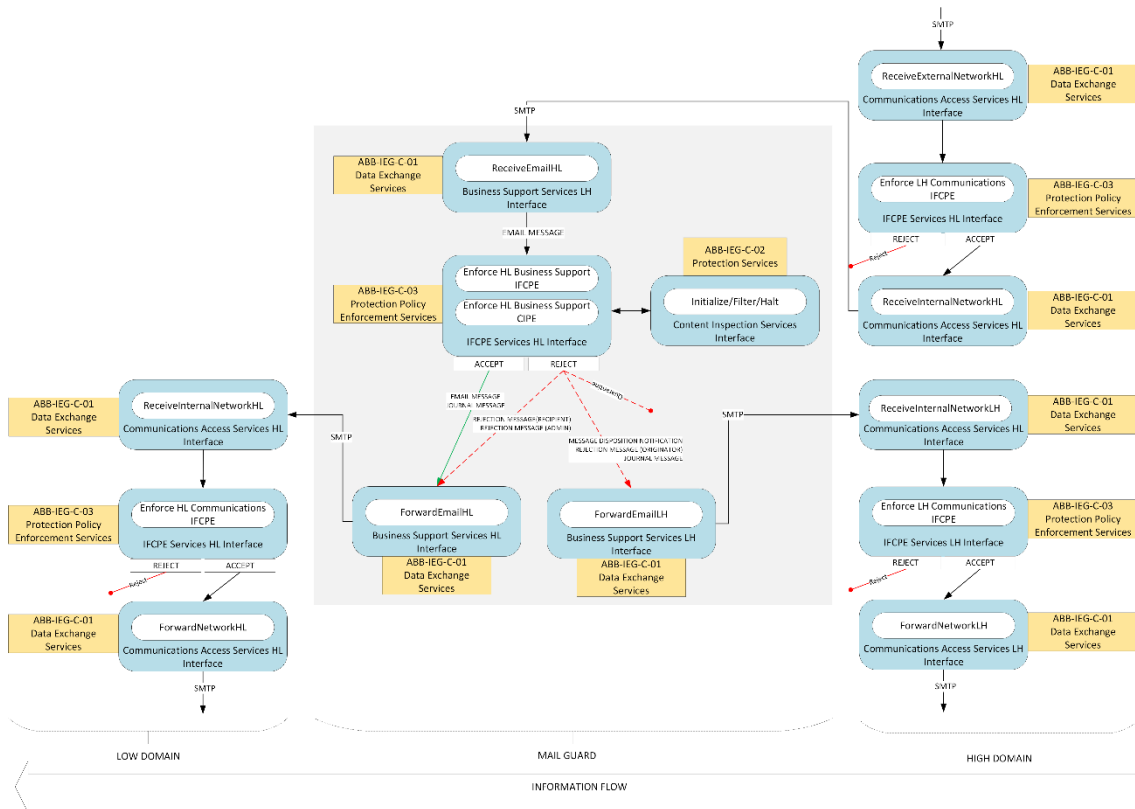 SMTP
ReceiveExternalNetworkHL
Communications Access Services HL
Interface
ABB-IEG-C-01
Data Exchange
Services
SMTP
ABB-IEG-C-01
Data Exchange
Services
ReceiveEmailHL
Business Support Services LH
Interface
Enforce LH Communications
IFCPE
IFCPE Services HL Interface
ABB-IEG-C-03
Protection Policy
Enforcement Services
EMAIL MESSAGE
REJECT
ACCEPT
Reject
ABB-IEG-C-02
Protection Services
ABB-IEG-C-03
Protection Policy
Enforcement Services
Enforce HL Business Support
IFCPE
Enforce HL Business Support
CIPE
IFCPE Services HL Interface
Initialize/Filter/Halt
Content Inspection Services
Interface
ReceiveInternalNetworkHL
Communications Access Services HL
Interface
ABB-IEG-C-01
Data Exchange
Services
ACCEPT
REJECT
Quarantine
EMAIL MESSAGE
JOURNAL MESSAGE
REJECTION MESSAGE(RECIPIENT)
REJECTION MESSAGE (ADMIN)
MESSAGE DISPOSITION NOTIFICATION
REJECTION MESSAGE (ORIGINATOR)
JOURNAL MESSAGE
ABB-IEG-C-01
Data Exchange
Services
ReceiveInternalNetworkHL
Communications Access Services HL
Interface
SMTP
SMTP
ReceiveInternalNetworkLH
Communications Access Services HL
Interface
ABB-IEG-C-01
Data Exchange
Services
ABB-IEG-C-03
Protection Policy
Enforcement Services
Enforce HL Communications
IFCPE
IFCPE Services HL Interface
ForwardEmailHL
Business Support Services HL
Interface
ABB-IEG-C-01
Data Exchange
Services
ForwardEmailLH
Business Support Services LH
Interface
ABB-IEG-C-01
Data Exchange
Services
Enforce LH Communications
IFCPE
IFCPE Services LH Interface
ABB-IEG-C-03
Protection Policy
Enforcement Services
REJECT
ACCEPT
Reject
REJECT
ACCEPT
Reject
ABB-IEG-C-01
Data Exchange
Services
ForwardNetworkHL
Communications Access Services HL
Interface
ForwardNetworkLH
Communications Access Services LH
Interface
ABB-IEG-C-01
Data Exchange
Services
SMTP
SMTP
LOW DOMAIN
MAIL GUARD
HIGH DOMAIN
INFORMATION FLOW